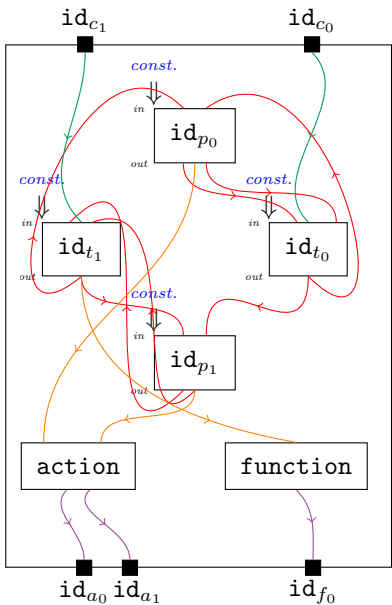 id_{c_1} id_{c_0}
const.
in
id_{p_0}
out
const. const.
in in
id_{t_1} id_{t_0}
out out
const.
in
id_{p_1}
out
action function
id_{a_0} id_{a_1} id_{f_0}